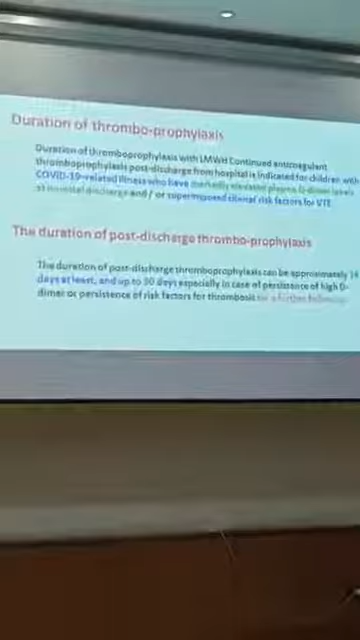 Duration of thrombo-prophylaxis
Duration of thromboprophylaxis with LMWH Continued anticoagulant
thromboprophylaxis post-discharge from hospital is indicated for children with
COVID-19-related illness who have markedly elevated plasma D-dimer levels
at hospital discharge and / or superimposed clinical risk factors for VTE
The duration of post-discharge thrombo-prophylaxis
The duration of post-discharge thromboprophylaxis can be approximately 14
days at least, and up to 30 days especially in case of persistence of high D-
dimer or persistence of risk factors for thrombosis